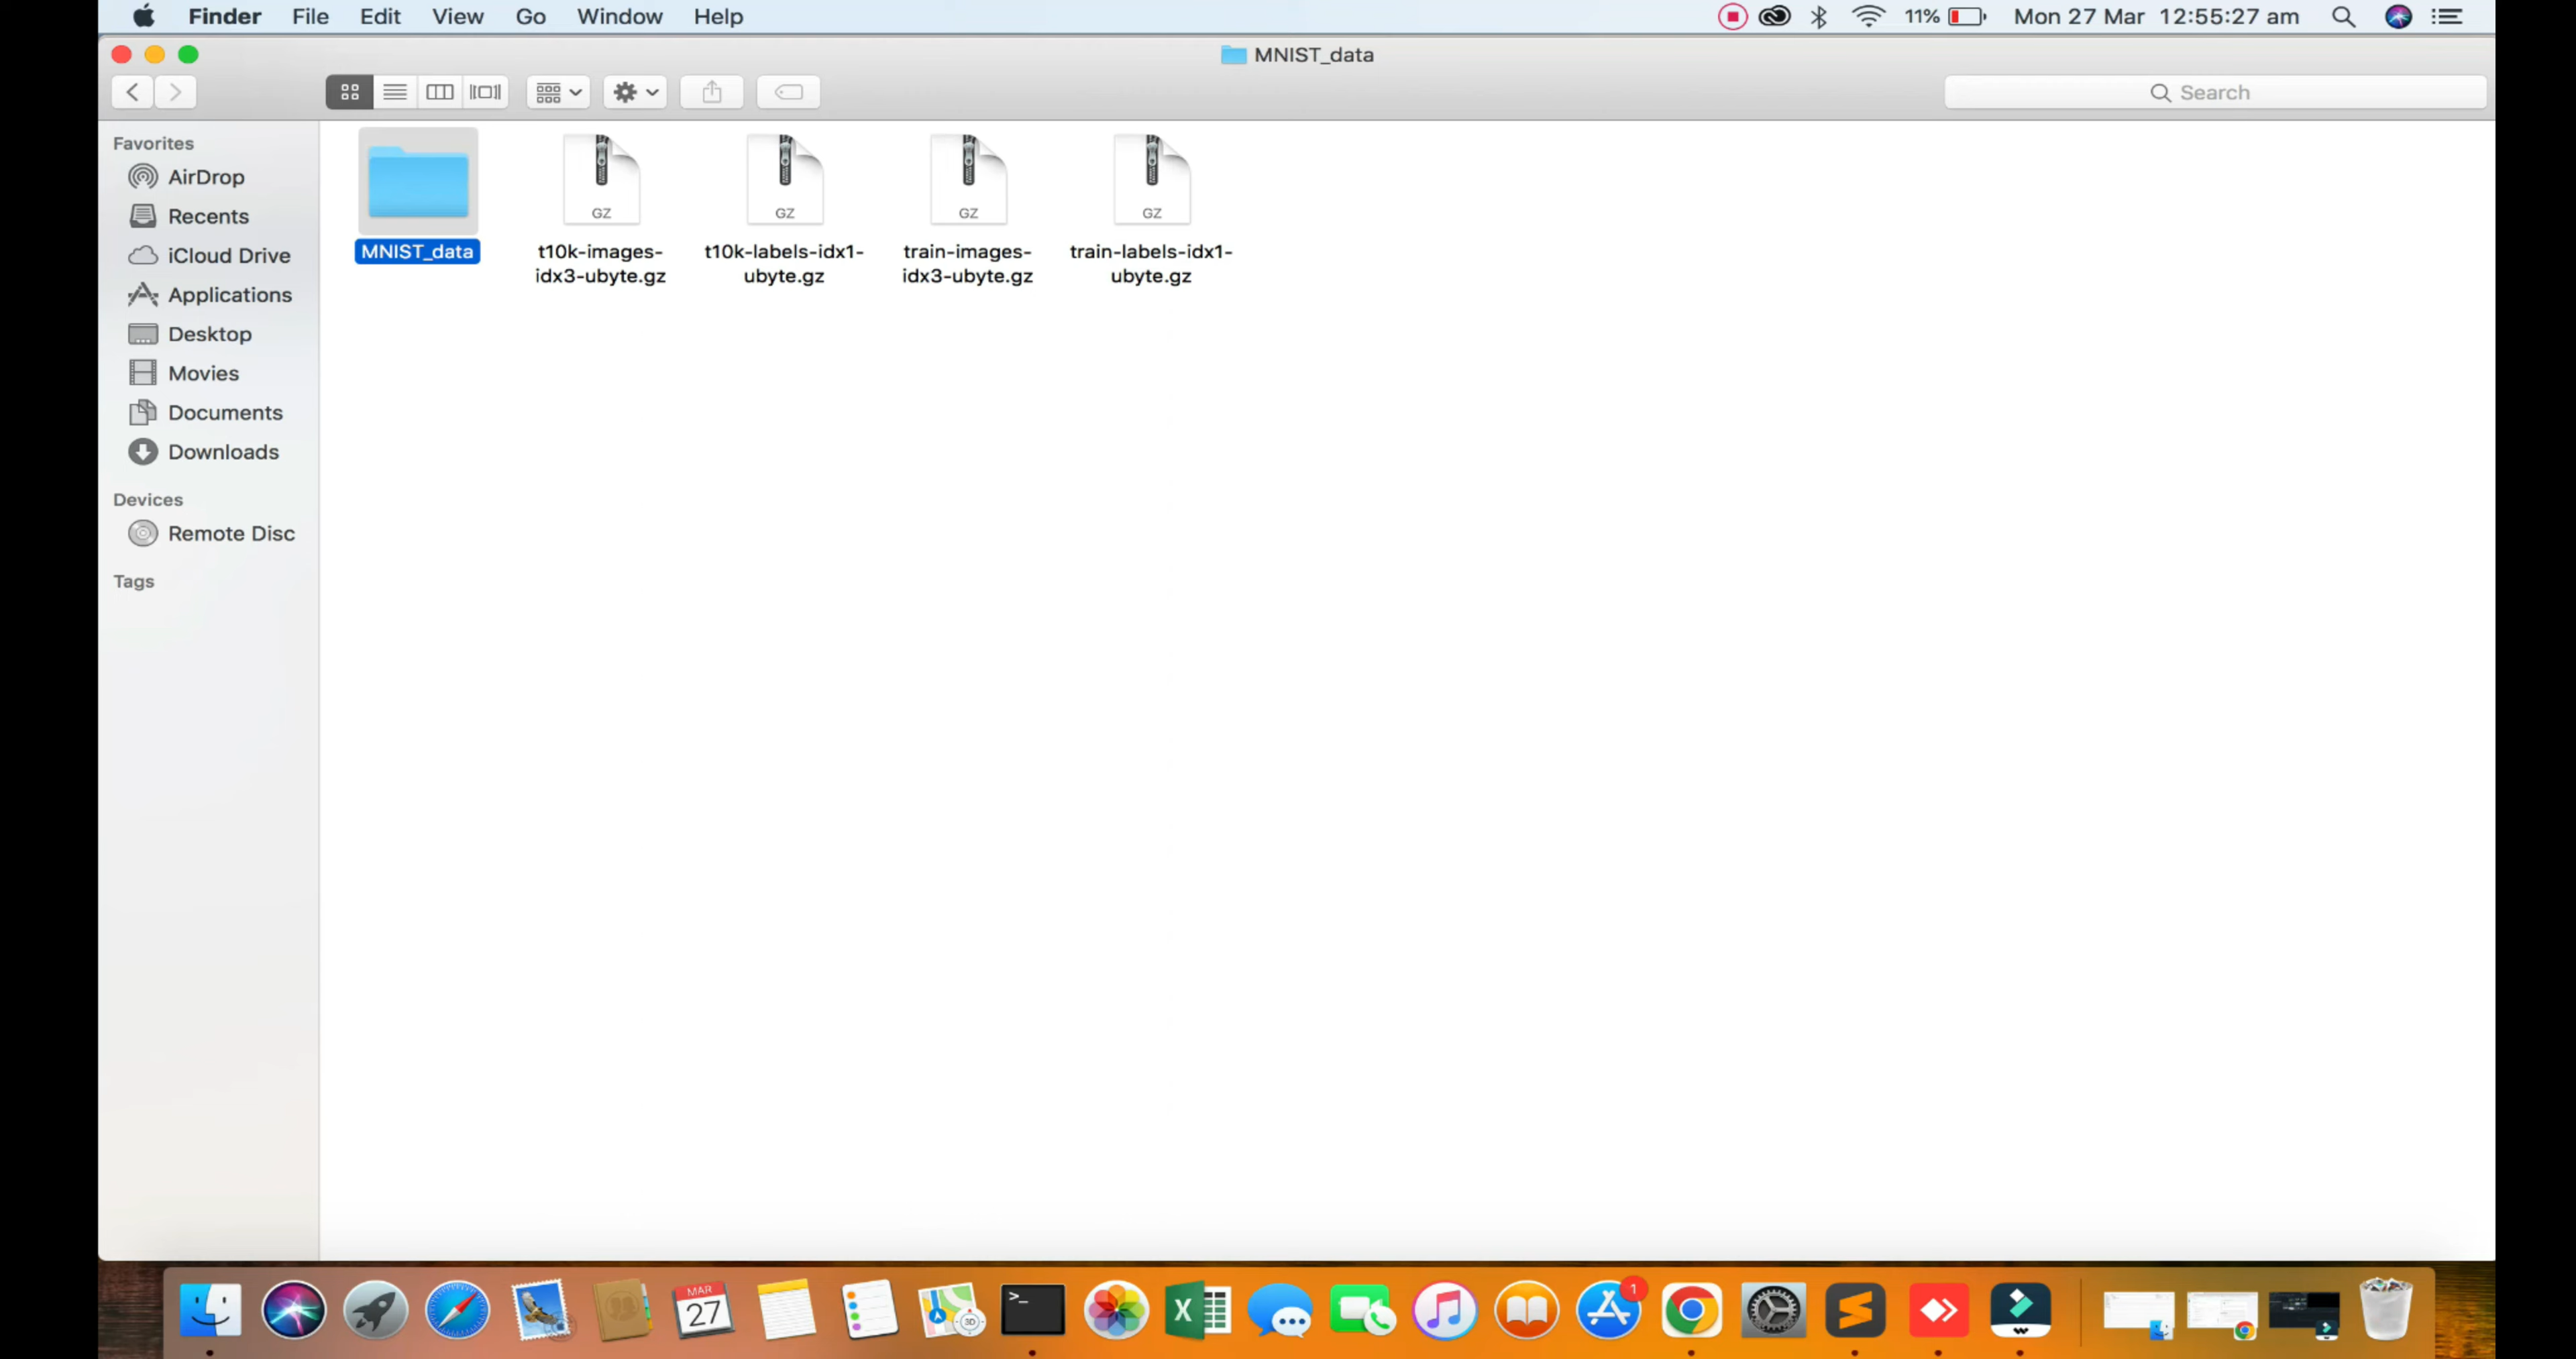 Finder File Edit View Go Window Help 11% Mon 27 Mar 12:55:27 am
MNIST_data
Search
Favorites
AirDrop
Recents
iCloud Drive
Applications
Desktop
Movies
Documents
Downloads
Devices
Remote Disc
Tags
GZ GZ GZ GZ
MNIST_data t10k-images- t10k-labels-idx1- train-images- train-labels-idx1-
idx3-ubyte.gz ubyte.gz idx3-ubyte.gz ubyte.gz
MAR
27
>_
3D
X
1